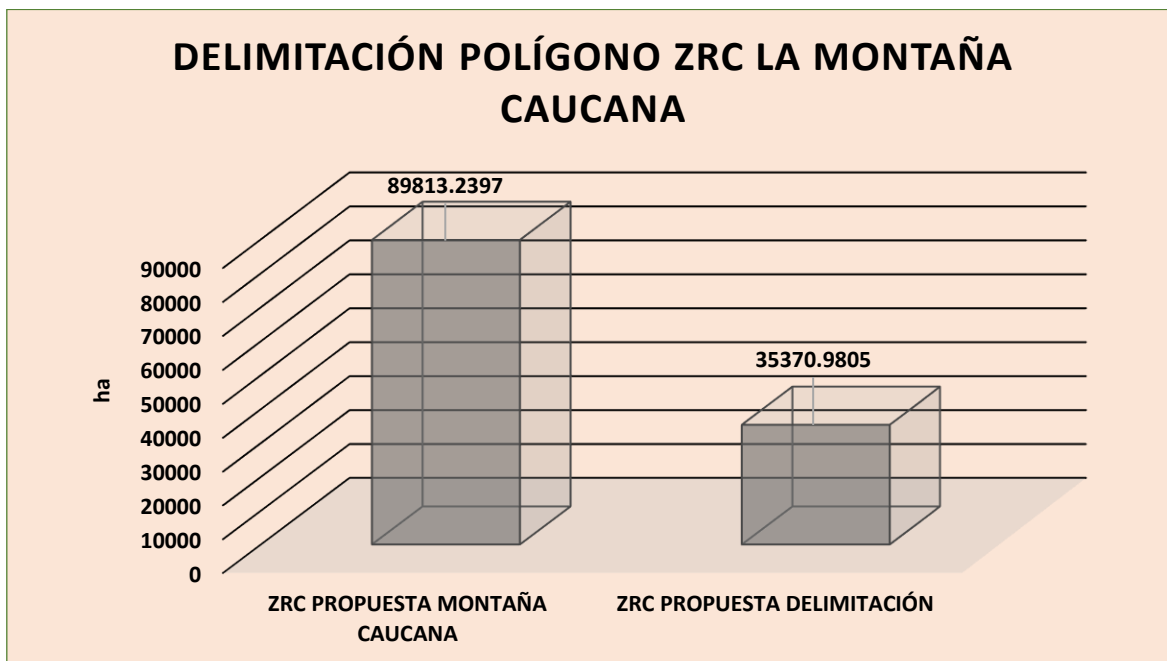 DELIMITACIÓN POLÍGONO ZRC LA MONTAÑA
CAUCANA
89813.2397
35370.9805
90000
80000
70000
60000
50000
40000
30000
20000
10000
0
ha
ZRC PROPUESTA MONTAÑA
CAUCANA
ZRC PROPUESTA DELIMITACIÓN